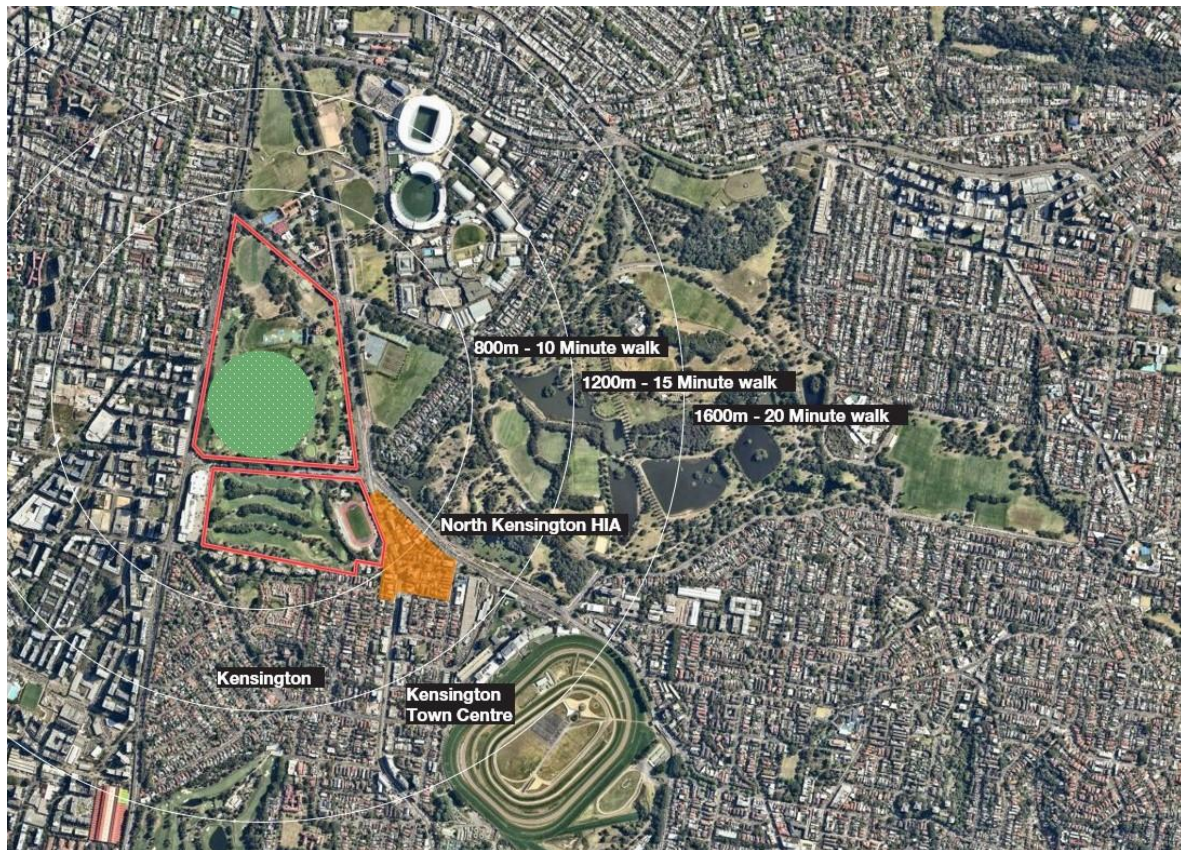 800m - 10 Minute walk
1200m - 15 Minute walk
1600m - 20 Minute walk
North Kensington HIA
Kensington
Kensington
Town Centre